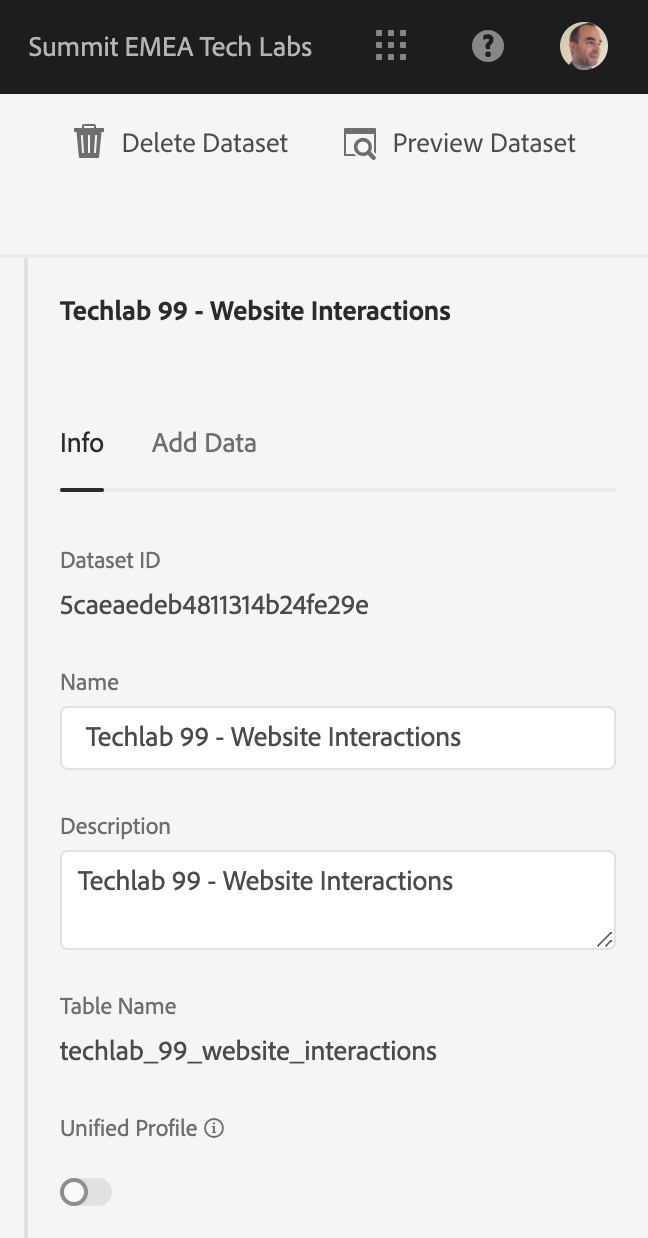 Summit EMEA Tech Labs
Delete Dataset Preview Dataset
Techlab 99 - Website Interactions
Info Add Data
Dataset ID
5caeaedeb4811314b24fe29e
Name
Techlab 99 - Website Interactions
Description
Techlab 99 - Website Interactions
Table Name
techlab_99_website_interactions
Unified Profile